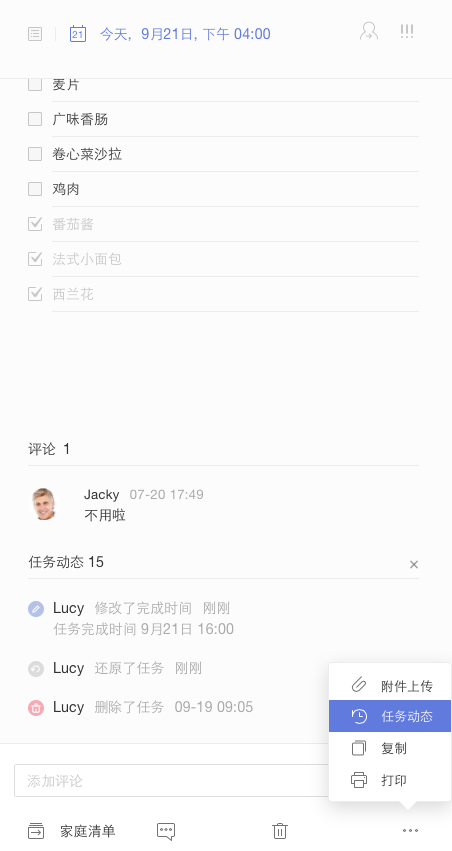 21 今天, 9月21日, 下午 04:00
麦片
广味香肠
卷心菜沙拉
鸡肉
番茄酱
法式小面包
西兰花
评论 1
Jacky 07-20 17:49
不用啦
任务动态 15
Lucy 修改了完成时间 刚刚
任务完成时间 9月21日 16:00
Lucy 还原了任务 刚刚
Lucy 删除了任务 09-19 09:05
附件上传
任务动态
复制
打印
添加评论
家庭清单